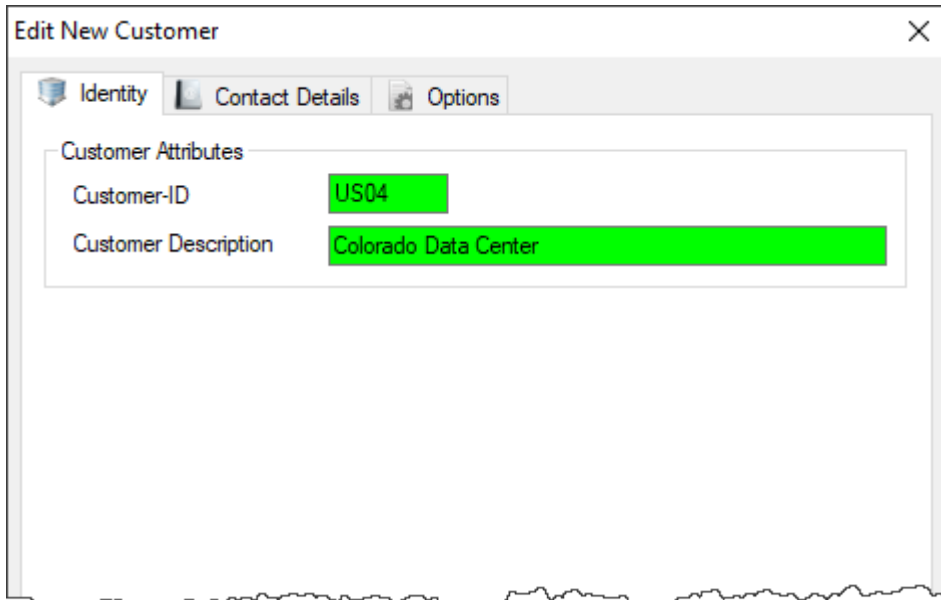 Edit New Customer
Identity
Contact Details
Options
Customer Attributes
Customer-ID
US04
Customer Description
Colorado Data Center